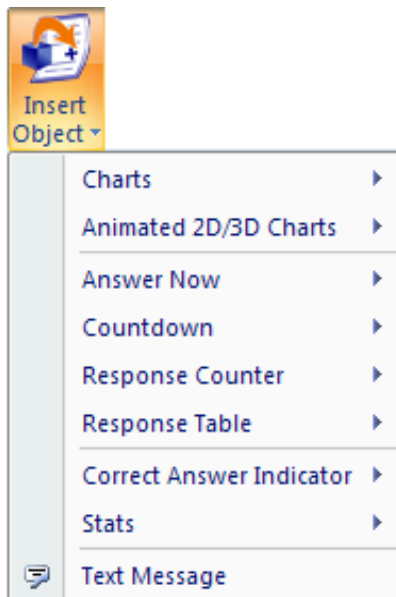 Insert
Object
Charts
Animated 2D/3D Charts
Answer Now
Countdown
Response Counter
Response Table
Correct Answer Indicator
Stats
Text Message